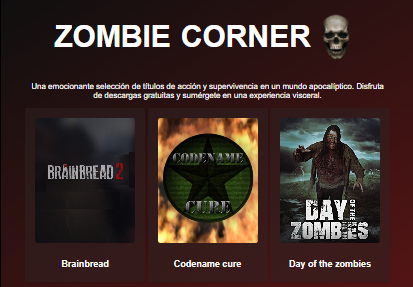 ZOMBIE CORNER
Una emocionante selección de títulos de acción y supervivencia en un mundo apocalíptico. Disfruta
de descargas gratuitas y sumérgete en una experiencia visceral.
BRAINBREAD 2
CODENAME
CURE
DAY
OF THE
ZOMBIES
Brainbread
Codename cure
Day of the zombies